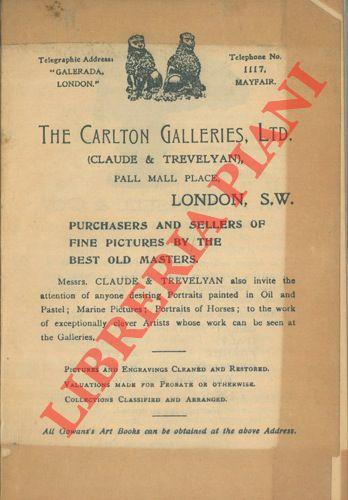 Telegraphic Address:
"GALERADA,
LONDON."
Telephone No.
1117,
MAYFAIR.
THE CARLTON GALLERIES, LTD.
(CLAUDE & TREVELYAN),
PALL MALL PLACE,
LONDON, S.W.
PURCHASERS AND SELLERS OF
FINE PICTURES BY THE
BEST OLD MASTERS.
Messrs. CLAUDE & TREVELYAN also invite the
attention of anyone desiring Portraits painted in Oil and
Pastel; Marine Pictures; Portraits of Horses; to the work
of exceptionally clever Artists whose work can be seen at
the Galleries.
PICTURES AND ENGRAVINGS CLEANED AND RESTORED.
VALUATIONS MADE FOR PROBATE OR OTHERWISE.
COLLECTIONS CLASSIFIED AND ARRANGED.
All Gowans's Art Books can be obtained at the above Address.
LIBRERIAPIANI